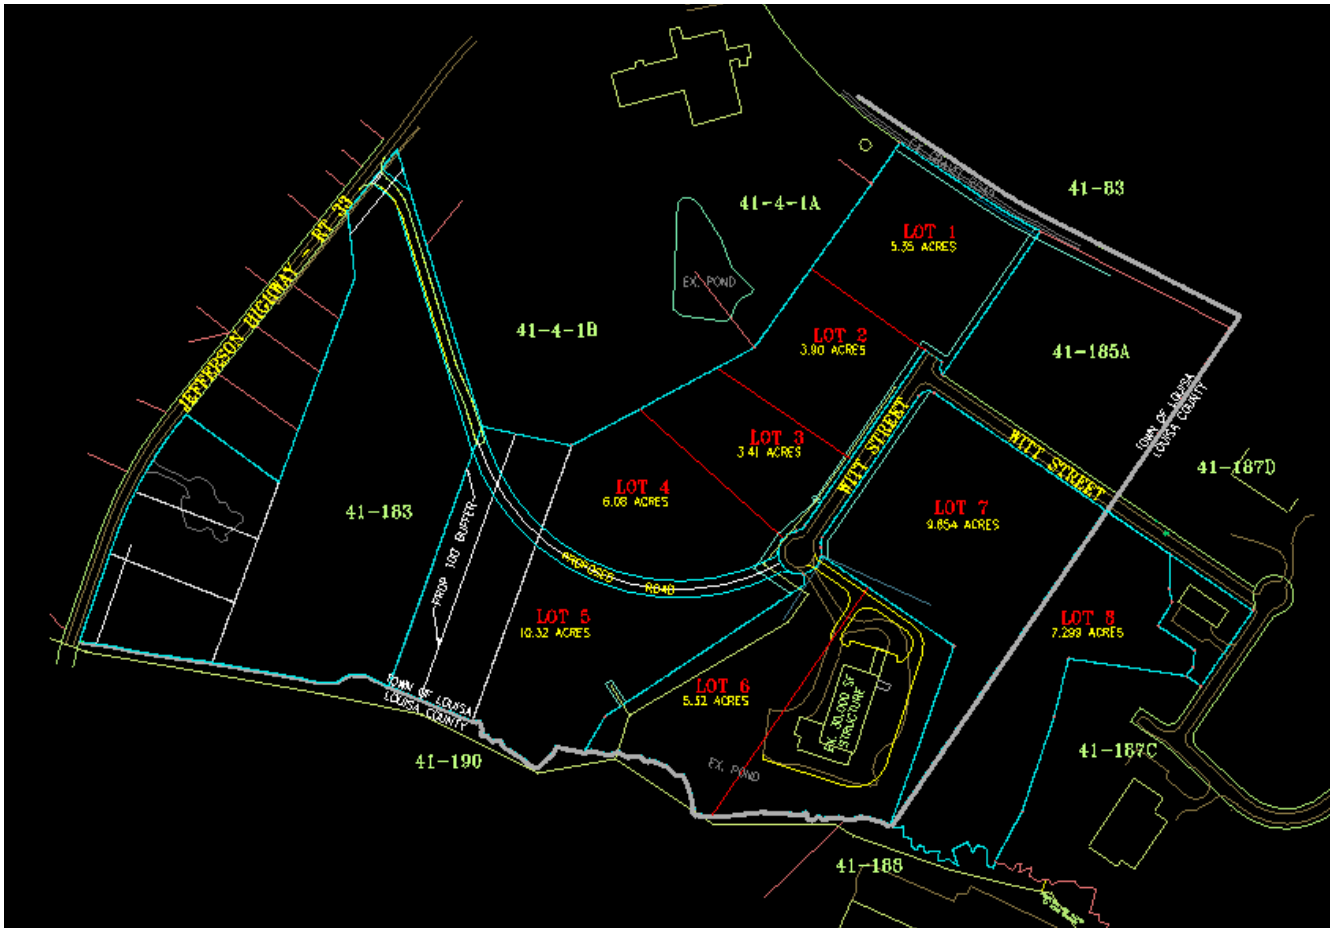 EX. GRAVEL ROAD
41-83
41-4-1A
LOT 1
5.35 ACRES
JEFFERSON HIGHWAY - RT 33
EX. POND
41-4-1B
LOT 2
3.90 ACRES
41-185A
TOWN OF LOUISA
LOUISA COUNTY
WITT STREET
WITT STREET
LOT 3
3.41 ACRES
41-187D
LOT 4
6.08 ACRES
41-183
LOT 7
9.854 ACRES
PROP 100 BUFFER
PROPOSED ROAD
LOT 5
10.32 ACRES
LOT 8
7.299 ACRES
TOWN OF LOUISA
LOUISA COUNTY
LOT 6
5.52 ACRES
EX. 30,000 SF
STRUCTURE
41-190
EX. POND
41-187C
41-188